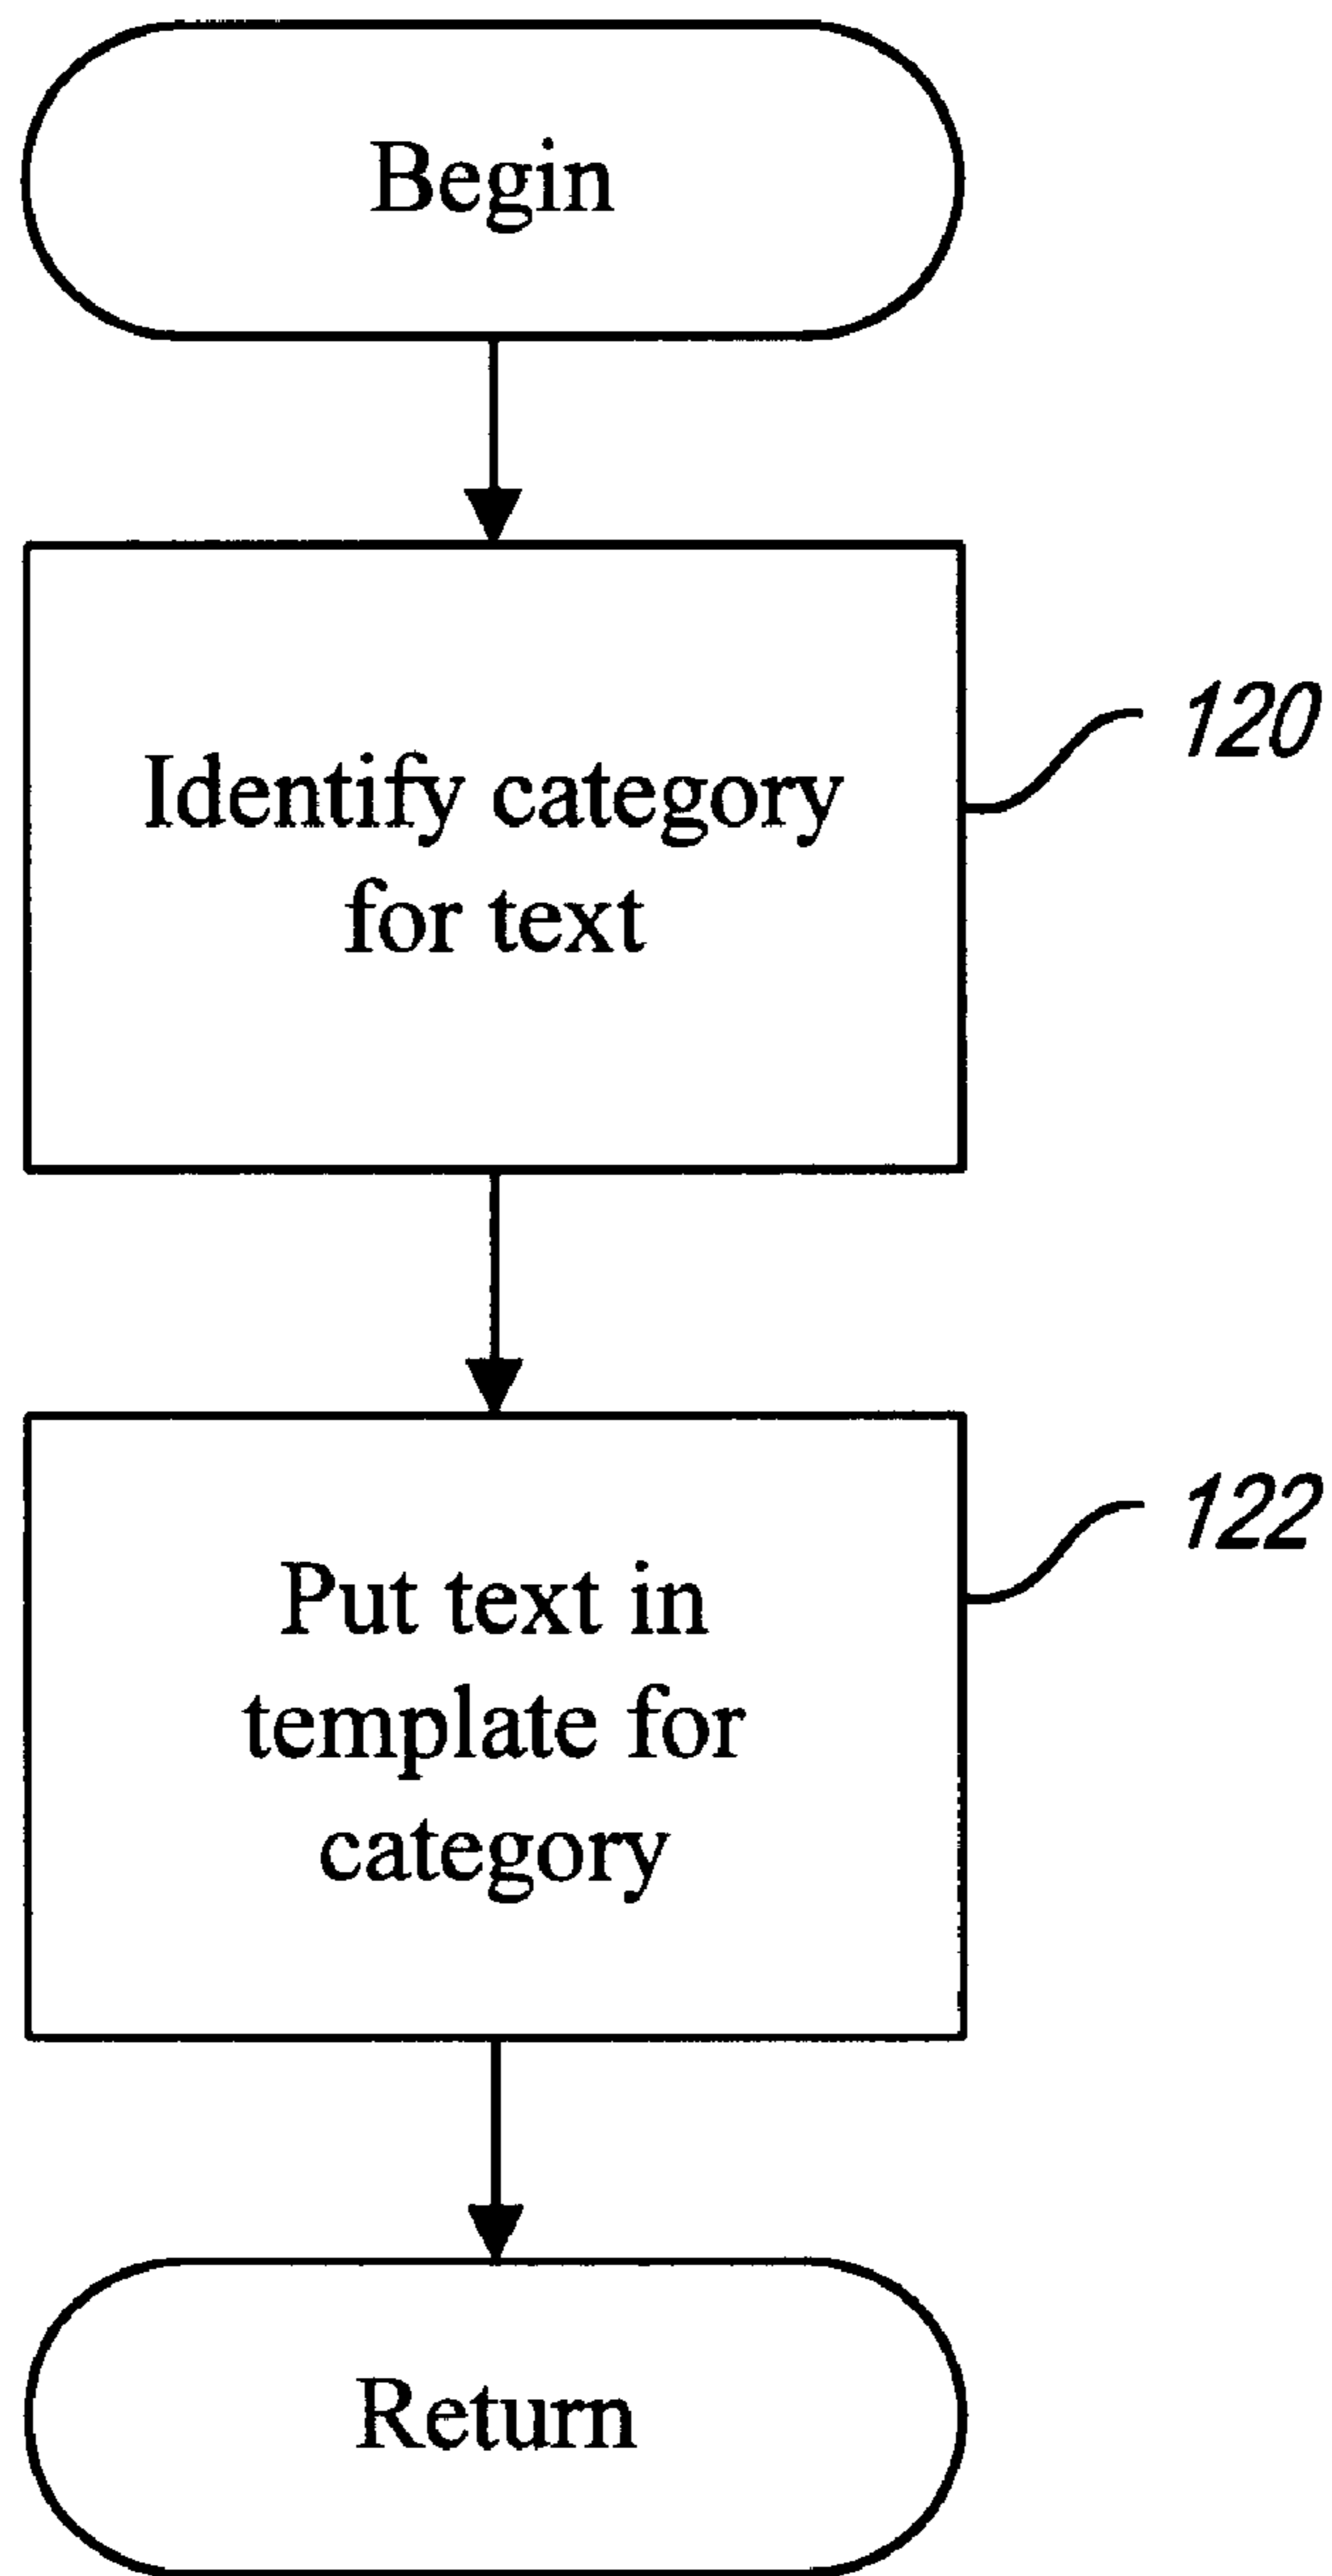 Begin
Identify category
for text
120
Put text in
template for
category
122
Return